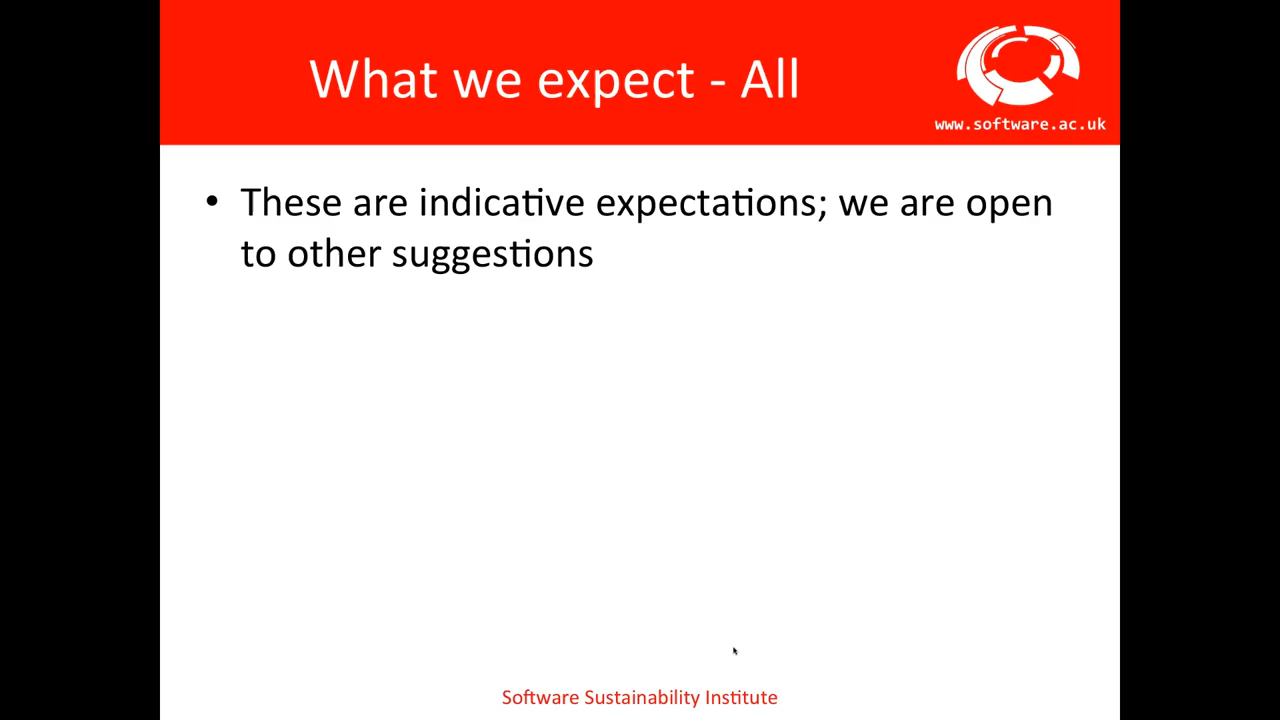 What we expect - All
www.software.ac.uk
• These are indicative expectations; we are open
to other suggestions
Software Sustainability Institute